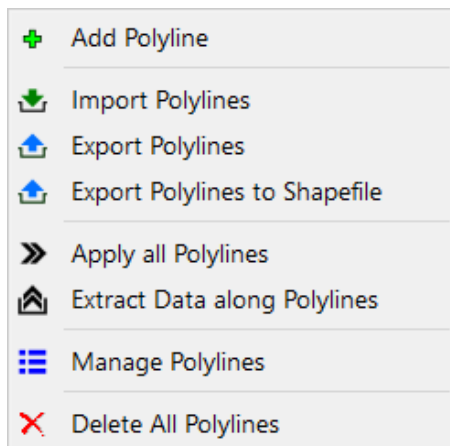 Add Polyline
Import Polylines
Export Polylines
Export Polylines to Shapefile
Apply all Polylines
Extract Data along Polylines
Manage Polylines
Delete All Polylines